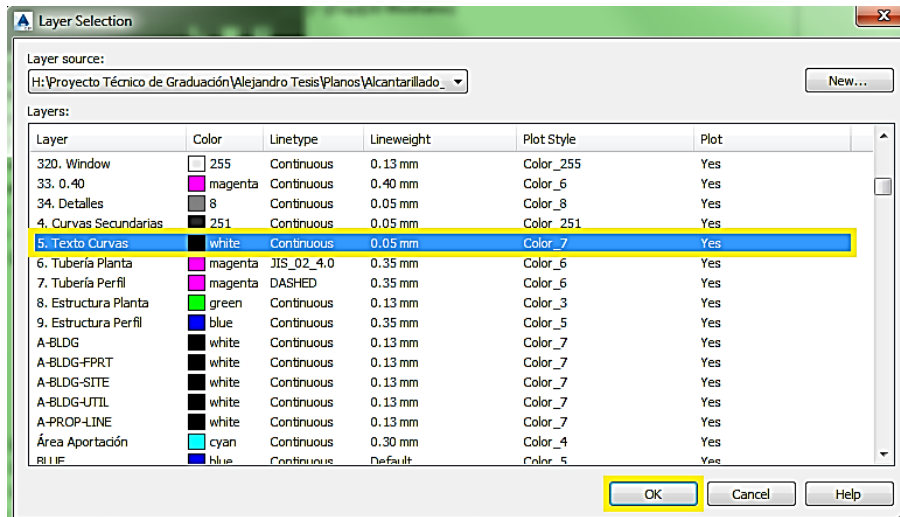 Layer Selection
Layer source:
H:\Proyecto Técnico de Graduación\Alejandro Tesis\Planos\Alcantarillado_
New...
Layers:
Layer Color Linetype Lineweight Plot Style Plot
320. Window 255 Continuous 0.13 mm Color_255 Yes
33. 0.40 magenta Continuous 0.40 mm Color_6 Yes
34. Detalles 8 Continuous 0.05 mm Color_8 Yes
4. Curvas Secundarias 251 Continuous 0.05 mm Color_251 Yes
5. Texto Curvas white Continuous 0.05 mm Color_7 Yes
6. Tubería Planta magenta JIS_02_4.0 0.35 mm Color_6 Yes
7. Tubería Perfil magenta DASHED 0.35 mm Color_6 Yes
8. Estructura Planta green Continuous 0.13 mm Color_3 Yes
9. Estructura Perfil blue Continuous 0.35 mm Color_5 Yes
A-BLDG white Continuous 0.13 mm Color_7 Yes
A-BLDG-FPRT white Continuous 0.13 mm Color_7 Yes
A-BLDG-SITE white Continuous 0.13 mm Color_7 Yes
A-BLDG-UTIL white Continuous 0.13 mm Color_7 Yes
A-PROP-LINE white Continuous 0.13 mm Color_7 Yes
Área Aportación cyan Continuous 0.30 mm Color_4 Yes
BLUE blue Continuous Default Color_5 Yes
OK Cancel Help